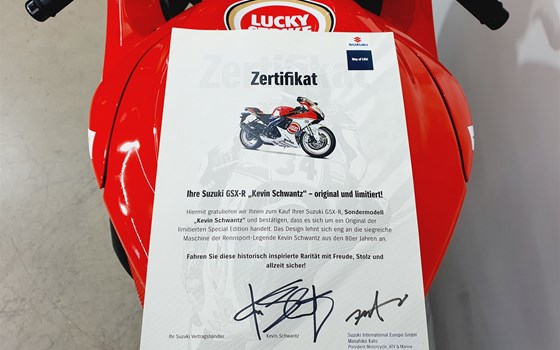 LUCKY
SUZUKI
Way of Life!
Zertifikat
Ihre Suzuki GSX-R „Kevin Schwantz“ – original und limitiert!
Hiermit gratulieren wir Ihnen zum Kauf Ihrer Suzuki GSX-R, Sondermodell
„Kevin Schwantz“ und bestätigen, dass es sich um ein Original der
limitierten Special Edition handelt. Das Design lehnt sich eng an die siegreiche
Maschine der Rennsport-Legende Kevin Schwantz aus den 80er Jahren an.
Fahren Sie diese historisch inspirierte Rarität mit Freude, Stolz und
allzeit sicher!
Ihr Suzuki Vertragshändler
Kevin Schwantz
Suzuki International Europe GmbH
Masahiko Kato
President Motorcycle, ATV & Marine